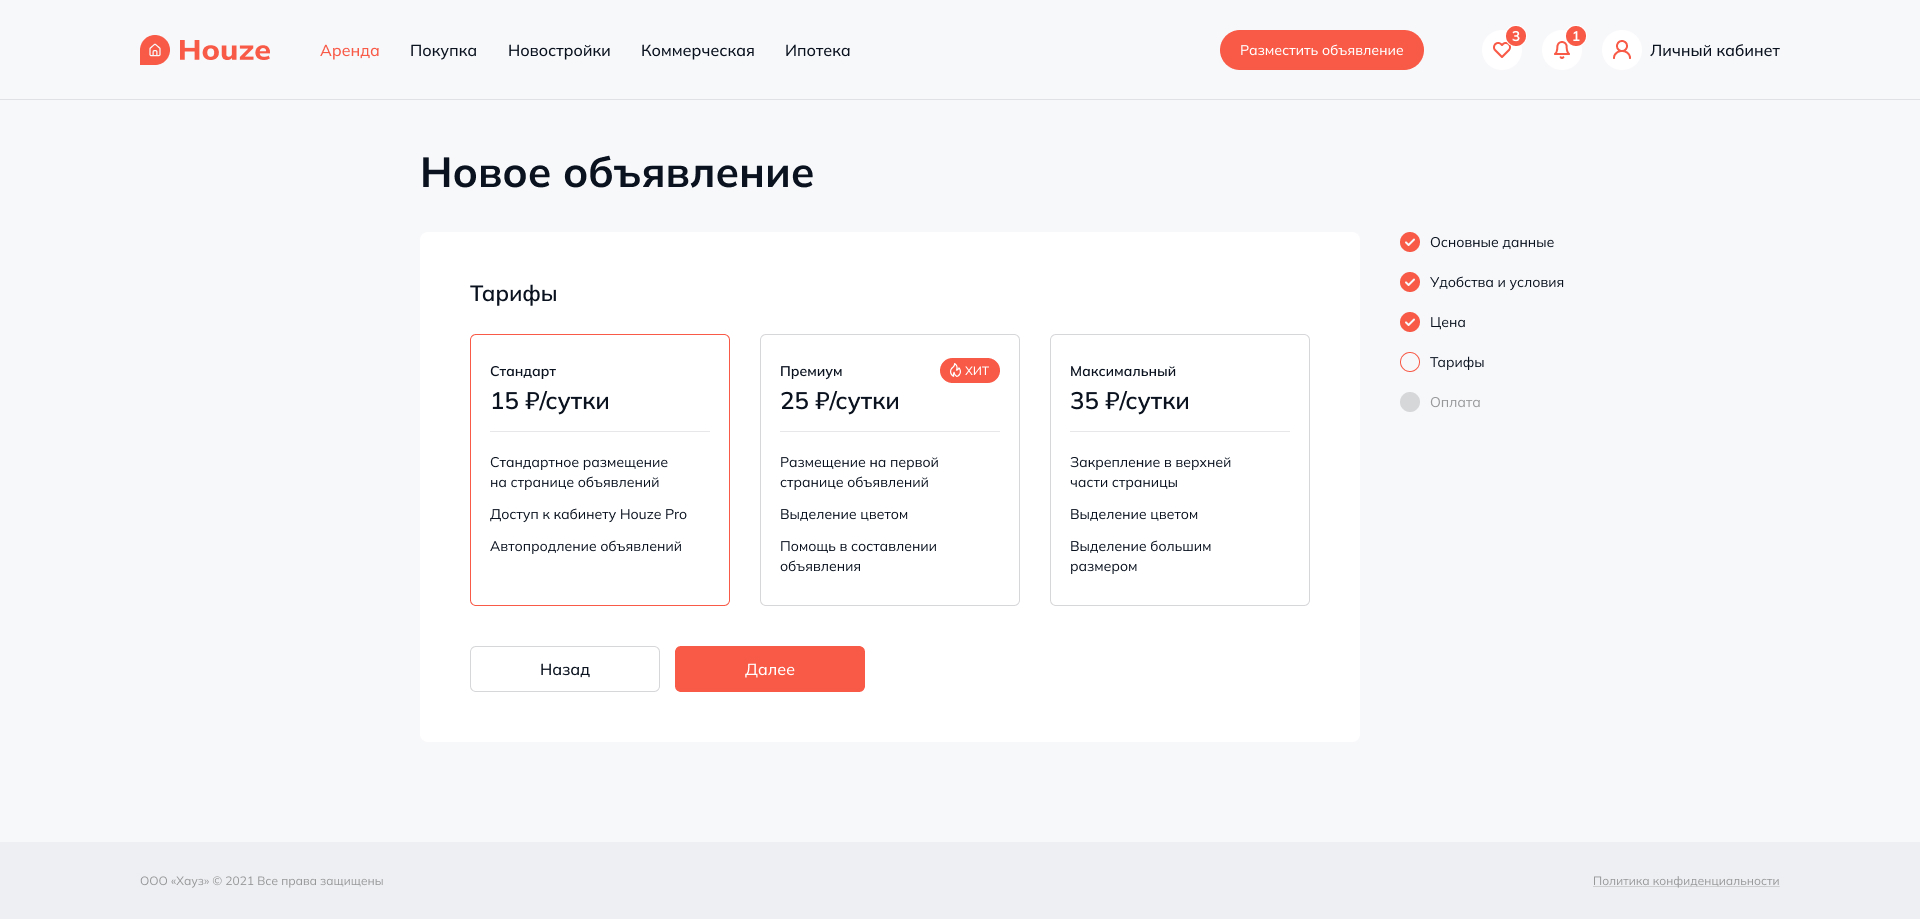 Houze
Аренда
Покупка
Новостройки
Коммерческая
Ипотека
Разместить объявление
3
1
Личный кабинет
Новое объявление
Тарифы
Стандарт
15 ₽/сутки
Стандартное размещение
на странице объявлений
Доступ к кабинету Houze Pro
Автопродление объявлений
Премиум
ХИТ
25 ₽/сутки
Размещение на первой
странице объявлений
Выделение цветом
Помощь в составлении
объявления
Максимальный
35 ₽/сутки
Закрепление в верхней
части страницы
Выделение цветом
Выделение большим
размером
Назад
Далее
Основные данные
Удобства и условия
Цена
Тарифы
Оплата
ООО «Хауз» © 2021 Все права защищены
Политика конфиденциальности